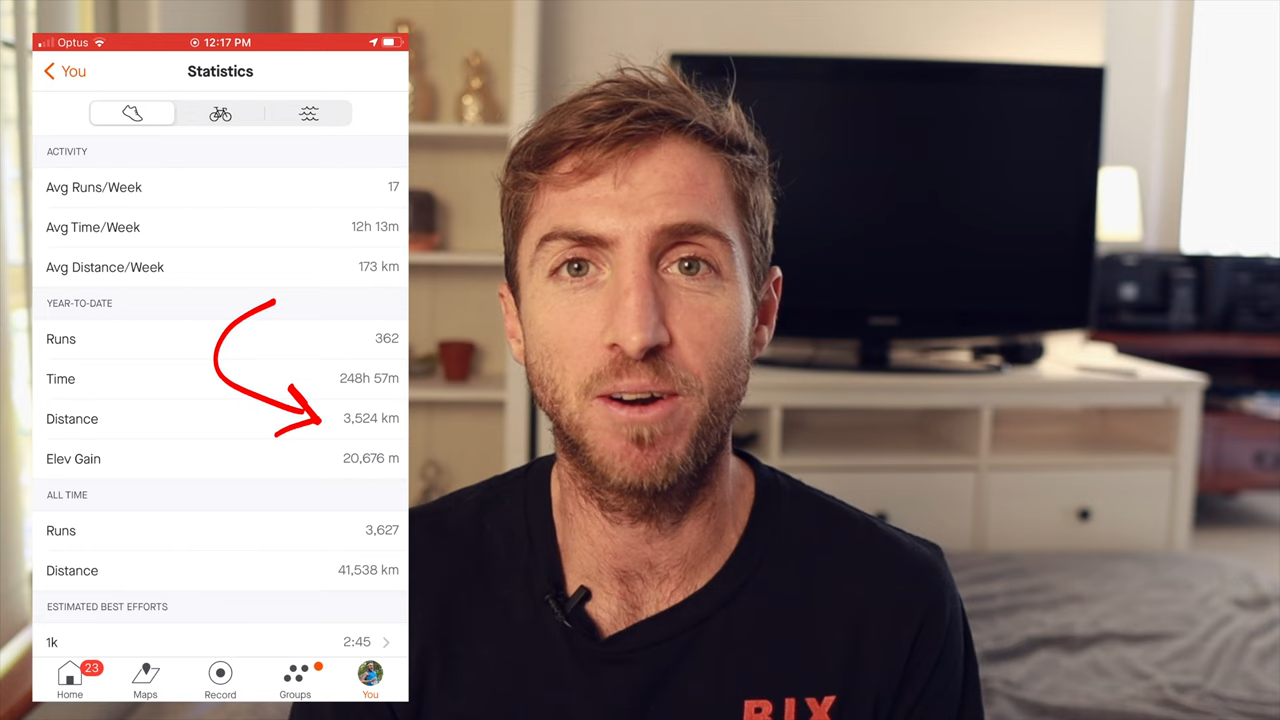 Optus 12:17 PM
You Statistics
ACTIVITY
Avg Runs/Week 17
Avg Time/Week 12h 13m
Avg Distance/Week 173 km
YEAR-TO-DATE
Runs 362
Time 248h 57m
Distance 3,524 km
Elev Gain 20,676 m
ALL TIME
Runs 3,627
Distance 41,538 km
ESTIMATED BEST EFFORTS
1k 2:45
23
Home Maps Record Groups You
RIX